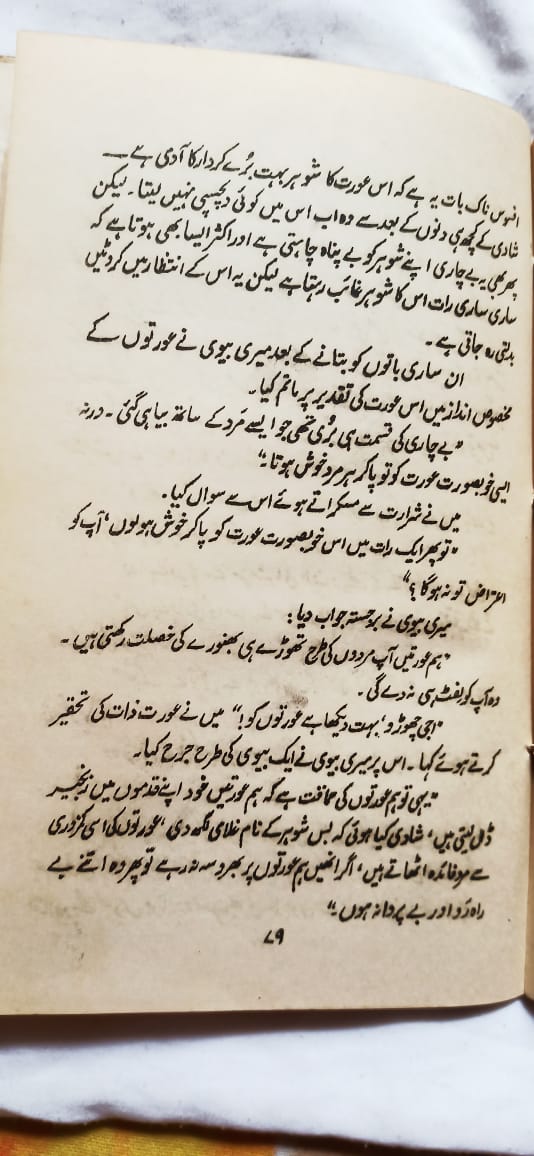 افسوس ناک بات یہ ہے کہ اس عورت کا شوہر بہت بُرے کردار کا آدمی ہے ــــ
شادی کے کچھ ہی دنوں کے بعد سے وہ اب اس میں کوئی دلچسپی نہیں لیتا۔ لیکن
پھر بھی یہ بے چاری اپنے شوہر کو بے پناہ چاہتی ہے اور اکثر ایسا بھی ہوتا ہے کہ
ساری ساری رات اس کا شوہر غائب رہتا ہے لیکن یہ اس کے انتظار میں کروٹیں
بدلتی رہ جاتی ہے۔
ان ساری باتوں کو بتانے کے بعد میری بیوی نے عورتوں کے
مخصوص انداز میں اس عورت کی تقدیر پر ماتم کیا۔
"بے چاری کی قسمت ہی بُری تھی جو ایسے مَرد کے ساتھ بیاہی گئی۔ ورنہ
ایسی خوبصورت عورت کو تو پاکر ہر مرد خوش ہوتا۔"
میں نے شرارت سے مسکراتے ہوئے اس سے سوال کیا۔
"تو پھر ایک رات میں اس خوبصورت عورت کو پاکر خوش ہولوں، آپ کو
اعتراض تو نہ ہوگا؟"
میری بیوی نے برجستہ جواب دیا:
"ہم عورتیں آپ مردوں کی طرح تھوڑے ہی بھنورے کی خصلت رکھتی ہیں۔
وہ آپ کو لفٹ ہی نہ دے گی۔
"اجی چھوڑو، بہت دیکھا ہے عورتوں کو!" میں نے عورت ذات کی تحقیر
کرتے ہوئے کہا۔ اس پر میری بیوی نے ایک بیوی کی طرح جرح کیا۔
"یہی تو ہم عورتوں کی حماقت ہے کہ ہم عورتیں خود اپنے قدموں میں زنجیر
ڈال لیتی ہیں، شادی کیا ہوئی کہ بس شوہر کے نام غلامی لکھ دی، عورتوں کی اسی کمزوری
سے مرد فائدہ اٹھاتے ہیں، اگر انھیں ہم عورتوں پر بھروسہ نہ رہے تو پھر وہ اتنے بے
راہ رَو اور بے پردا نہ ہوں۔"
۷۹